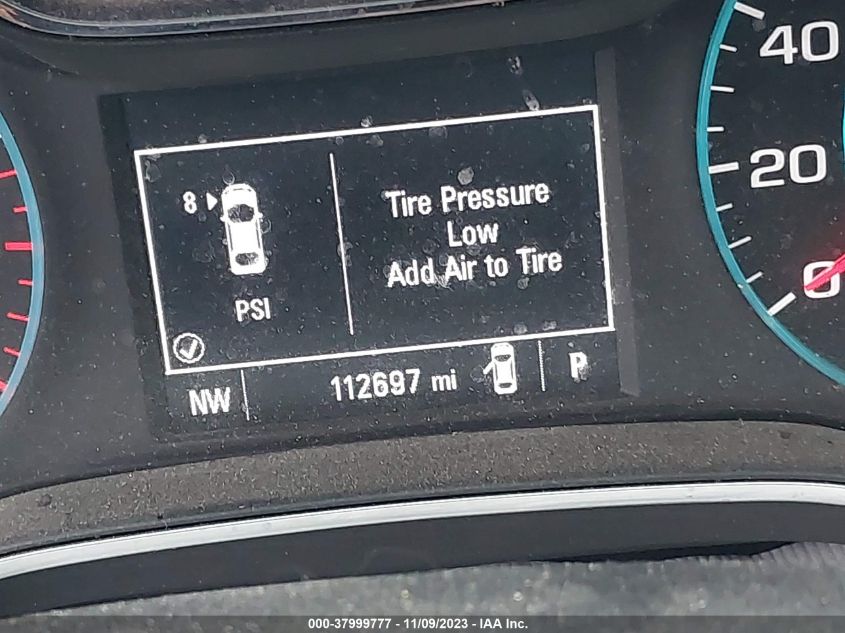 40
20
0
8
Tire Pressure
Low
Add Air to Tire
PSI
NW
112697 mi
P
000-37999777 - 11/09/2023 - IAA Inc.